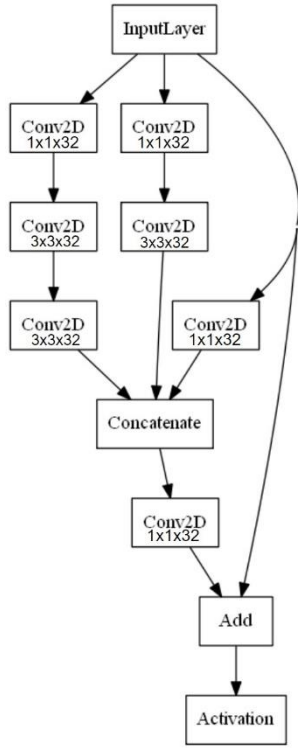 InputLayer
Conv2D
1x1x32
Conv2D
1x1x32
Conv2D
3x3x32
Conv2D
3x3x32
Conv2D
3x3x32
Conv2D
1x1x32
Concatenate
Conv2D
1x1x32
Add
Activation